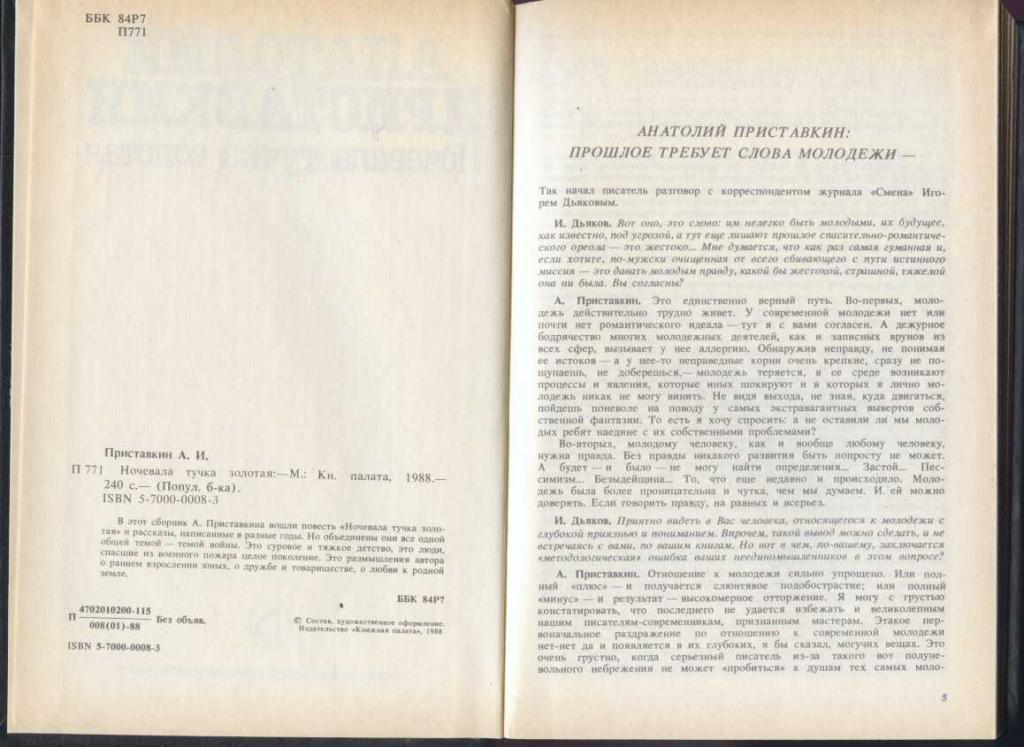 ББК 84Р7
П771
Приставкин А. И.
П 771 Ночевала тучка золотая:—М.: Кн. палата, 1988.—
240 с.— (Попул. б-ка).
ISBN 5-7000-0008-3
В этот сборник А. Приставкина вошли повесть «Ночевала тучка золо-
тая» и рассказы, написанные в разные годы. Но объединены они все одной
общей темой — темой войны. Это суровое и тяжкое детство, это люди,
спасшие из военного пожара целое поколение. Это размышления автора
о раннем взрослении юных, о дружбе и товариществе, о любви к родной
земле.
ББК 84Р7
П 4702010200-115 Без объяв.
008(01)-88
© Состав, художественное оформление.
Издательство «Книжная палата», 1988
ISBN 5-7000-0008-3
АНАТОЛИЙ ПРИСТАВКИН:
ПРОШЛОЕ ТРЕБУЕТ СЛОВА МОЛОДЕЖИ —
Так начал писатель разговор с корреспондентом журнала «Смена» Иго-
рем Дьяковым.
И. Дьяков. Вот оно, это слово: им нелегко быть молодыми, их будущее,
как известно, под угрозой, а тут еще лишают прошлое спасительно-романтиче-
ского ореола — это жестоко... Мне думается, что как раз самая гуманная и,
если хотите, по-мужски очищенная от всего сбивающего с пути истинного
миссия — это давать молодым правду, какой бы жестокой, страшной, тяжелой
она ни была. Вы согласны?
А. Приставкин. Это единственно верный путь. Во-первых, моло-
дежь действительно трудно живет. У современной молодежи нет или
почти нет романтического идеала — тут я с вами согласен. А дежурное
бодрячество многих молодежных деятелей, как и записных врунов из
всех сфер, вызывает у нее аллергию. Обнаружив неправду, не понимая
ее истоков — а у нее-то неправедные корни очень крепкие, сразу не по-
щупаешь, не доберешься,— молодежь теряется, в ее среде возникают
процессы и явления, которые иных шокируют и в которых я лично мо-
лодежь никак не могу винить. Не видя выхода, не зная, куда двигаться,
пойдешь поневоле на поводу у самых экстравагантных вывертов соб-
ственной фантазии. То есть я хочу спросить: а не оставили ли мы моло-
дых ребят наедине с их собственными проблемами?
Во-вторых, молодому человеку, как и вообще любому человеку,
нужна правда. Без правды никакого развития быть попросту не может.
А будет — и было — не могу найти определения... Застой... Пес-
симизм... Безыдейщина... То, что еще недавно и происходило. Моло-
дежь была более проницательна и чутка, чем мы думаем. И ей можно
доверять. Если говорить правду, на равных и всерьез.
И. Дьяков. Приятно видеть в Вас человека, относящегося к молодежи с
глубокой приязнью и пониманием. Впрочем, такой вывод можно сделать, и не
встречаясь с вами, по вашим книгам. Но вот в чем, по-вашему, заключается
«методологическая» ошибка ваших неединомышленников в этом вопросе?
А. Приставкин. Отношение к молодежи сильно упрощено. Или пол-
ный «плюс» — и получается слюнтявое подобострастие; или полный
«минус» — и результат — высокомерное отторжение. Я могу с грустью
констатировать, что последнего не удается избежать и великолепным
нашим писателям-современникам, признанным мастерам. Этакое пер-
воначальное раздражение по отношению к современной молодежи
нет-нет да и появляется в их глубоких, я бы сказал, могучих вещах. Это
очень грустно, когда серьезный писатель из-за такого вот полуне-
вольного небрежения не может «пробиться» к душам тех самых моло-
5